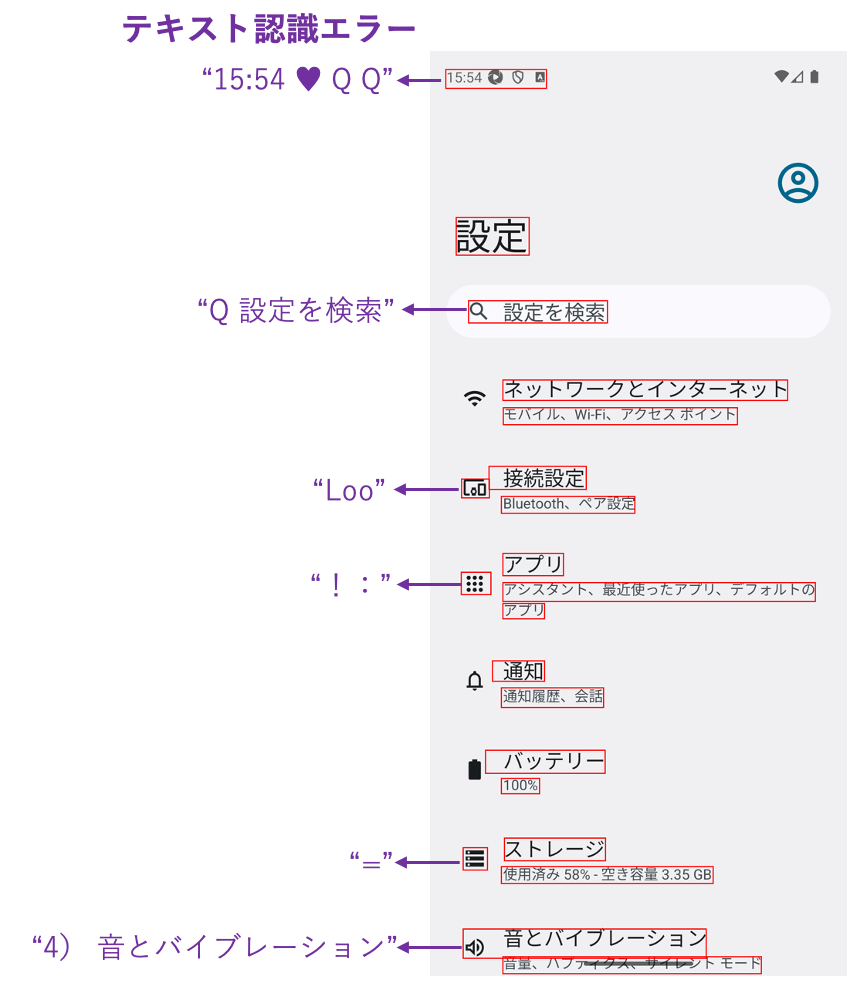 テキスト認識エラー
“15:54 ♥ Q Q”
15:54
設定
“Q 設定を検索”
設定を検索
ネットワークとインターネット
モバイル、Wi-Fi、アクセス ポイント
“Loo”
接続設定
Bluetooth、ペア設定
“！：”
アプリ
アシスタント、最近使ったアプリ、デフォルトの
アプリ
通知
通知履歴、会話
バッテリー
100%
“=”
ストレージ
使用済み 58% - 空き容量 3.35 GB
“4） 音とバイブレーション”
音とバイブレーション
音量、ハプティクス、サイレント モード